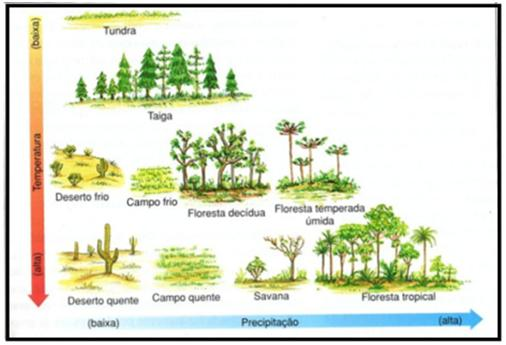 (baixa)
Tundra
Taiga
Temperatura
Deserto frio
Campo frio
Floresta decídua
Floresta temperada
úmida
(alta)
Deserto quente
Campo quente
Savana
Floresta tropical
(baixa)
Precipitação
(alta)